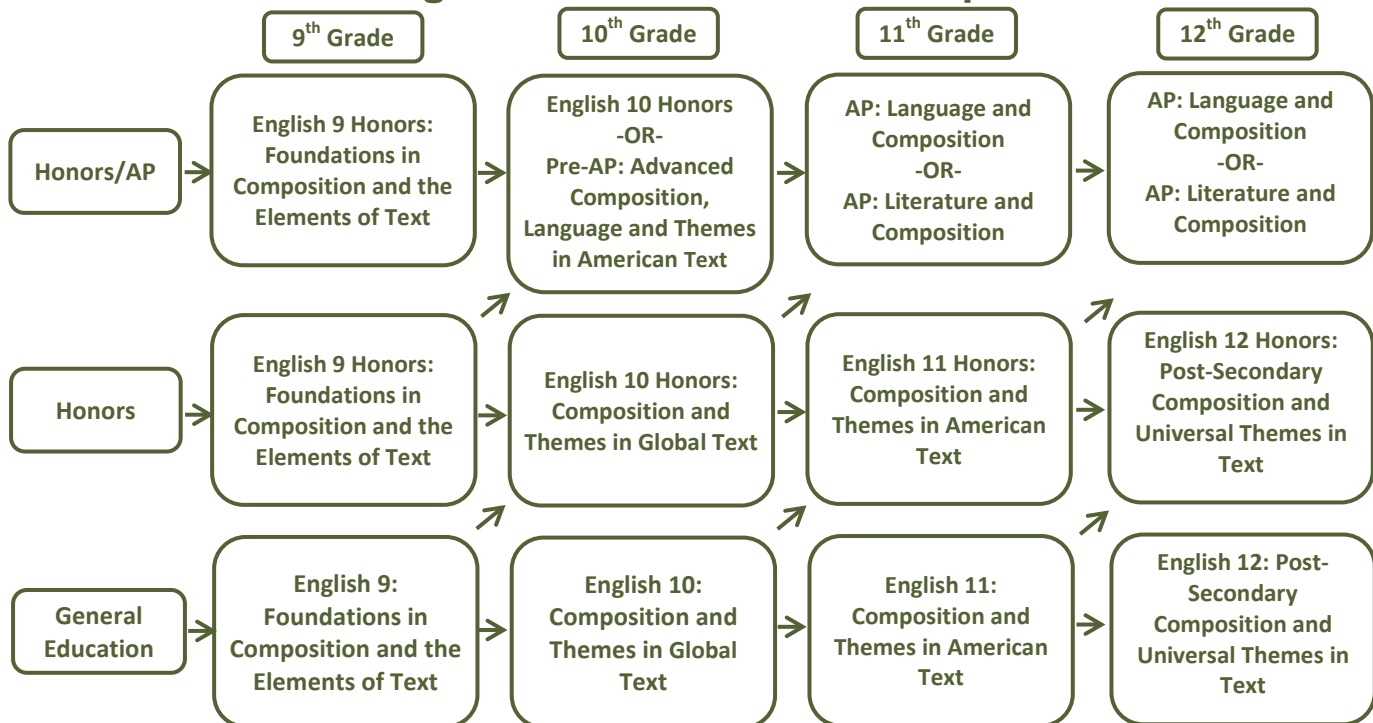 9th Grade
10th Grade
11th Grade
12th Grade
Honors/AP
English 9 Honors:
Foundations in
Composition and the
Elements of Text
English 10 Honors
-OR-
Pre-AP: Advanced
Composition,
Language and Themes
in American Text
AP: Language and
Composition
-OR-
AP: Literature and
Composition
AP: Language and
Composition
-OR-
AP: Literature and
Composition
Honors
English 9 Honors:
Foundations in
Composition and the
Elements of Text
English 10 Honors:
Composition and
Themes in Global Text
English 11 Honors:
Composition and
Themes in American
Text
English 12 Honors:
Post-Secondary
Composition and
Universal Themes in
Text
General
Education
English 9:
Foundations in
Composition and the
Elements of Text
English 10:
Composition and
Themes in Global
Text
English 11:
Composition and
Themes in American
Text
English 12: Post-
Secondary
Composition and
Universal Themes in
Text